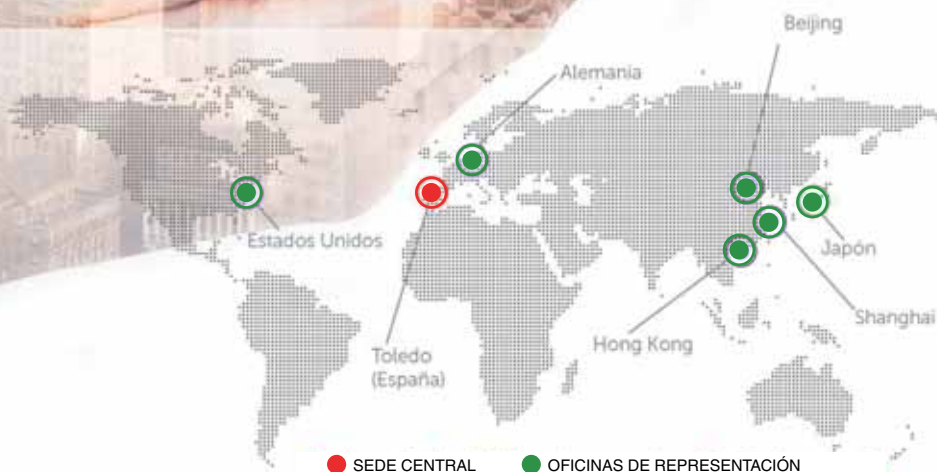 Beijing
Alemania
Estados Unidos
Japón
Shanghai
Hong Kong
Toledo
(España)
SEDE CENTRAL
OFICINAS DE REPRESENTACIÓN